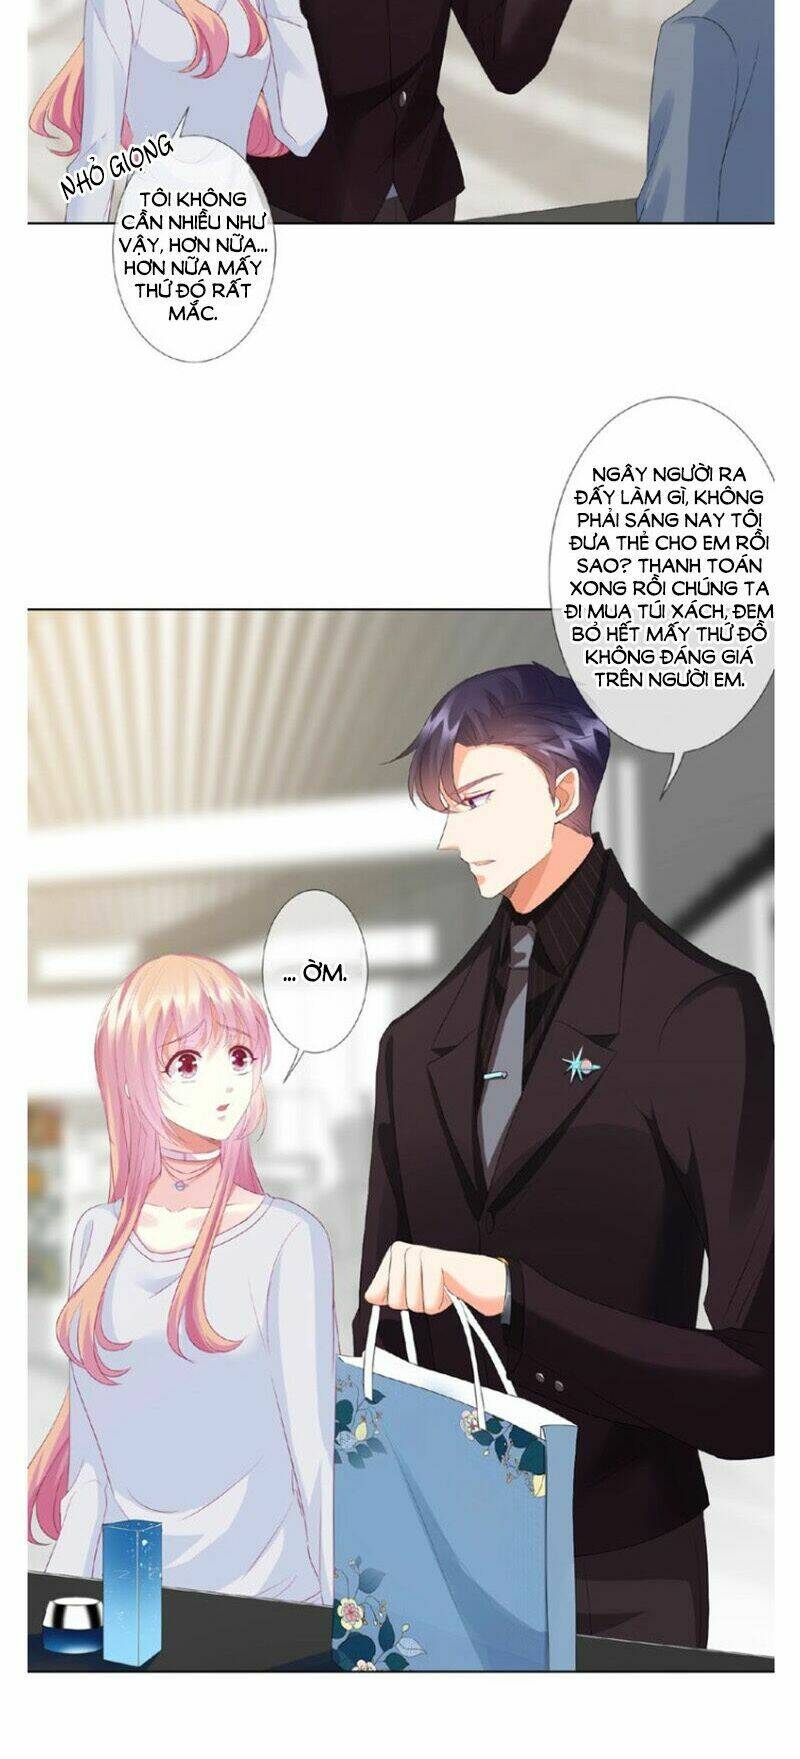 NHỎ GIỌNG
TÔI KHÔNG
CẦN NHIỀU NHƯ
VẬY, HƠN NỮA...
HƠN NỮA MẤY
THỨ ĐÓ RẤT
MẮC.
NGÂY NGƯỜI RA
ĐẤY LÀM GÌ, KHÔNG
PHẢI SÁNG NAY TÔI
ĐƯA THẺ CHO EM RỒI
SAO? THANH TOÁN
XONG RỒI CHÚNG TA
ĐI MUA TÚI XÁCH, ĐEM
BỎ HẾT MẤY THỨ ĐỒ
KHÔNG ĐÁNG GIÁ
TRÊN NGƯỜI EM.
... ỜM.